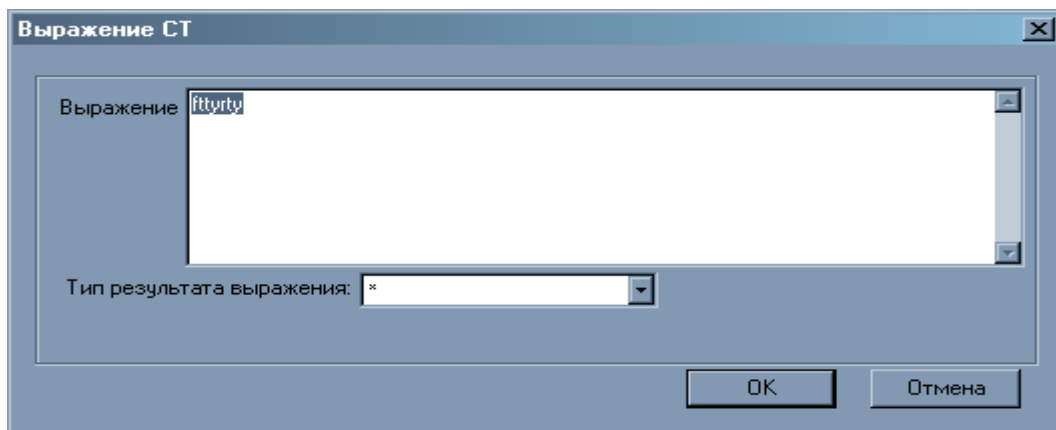 Выражение СТ
Выражение
fttyrty
Тип результата выражения:
*
OK
Отмена